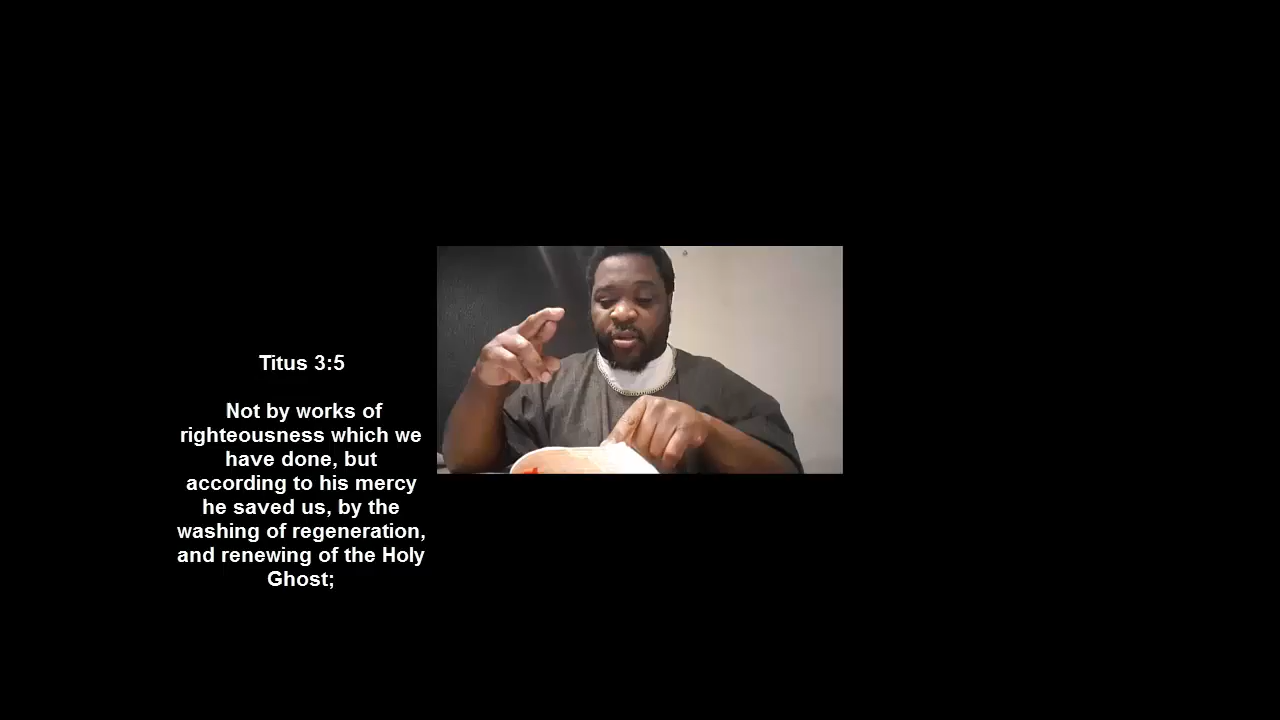 Titus 3:5
Not by works of
righteousness which we
have done, but
according to his mercy
he saved us, by the
washing of regeneration,
and renewing of the Holy
Ghost;